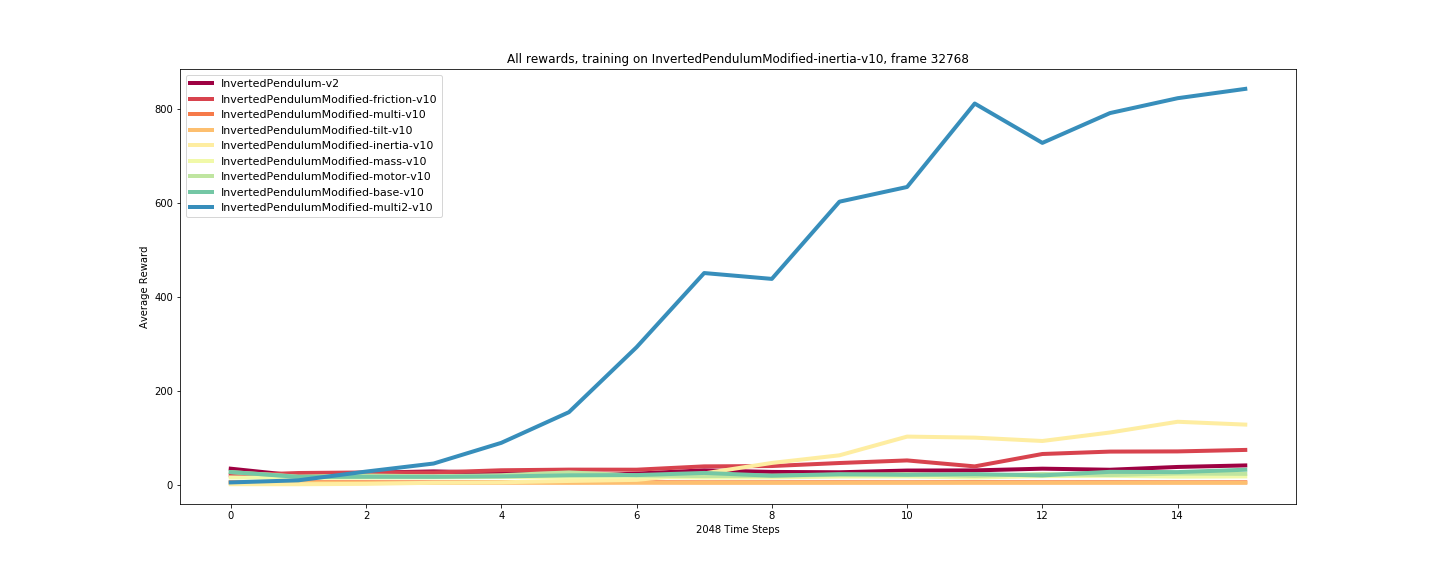 All rewards, training on InvertedPendulumModified-inertia-v10, frame 32768
InvertedPendulum-v2
InvertedPendulumModified-friction-v10
InvertedPendulumModified-multi-v10
InvertedPendulumModified-tilt-v10
InvertedPendulumModified-inertia-v10
InvertedPendulumModified-mass-v10
InvertedPendulumModified-motor-v10
InvertedPendulumModified-base-v10
InvertedPendulumModified-multi2-v10
800
600
400
200
0
Average Reward
0 2 4 6 8 10 12 14
2048 Time Steps